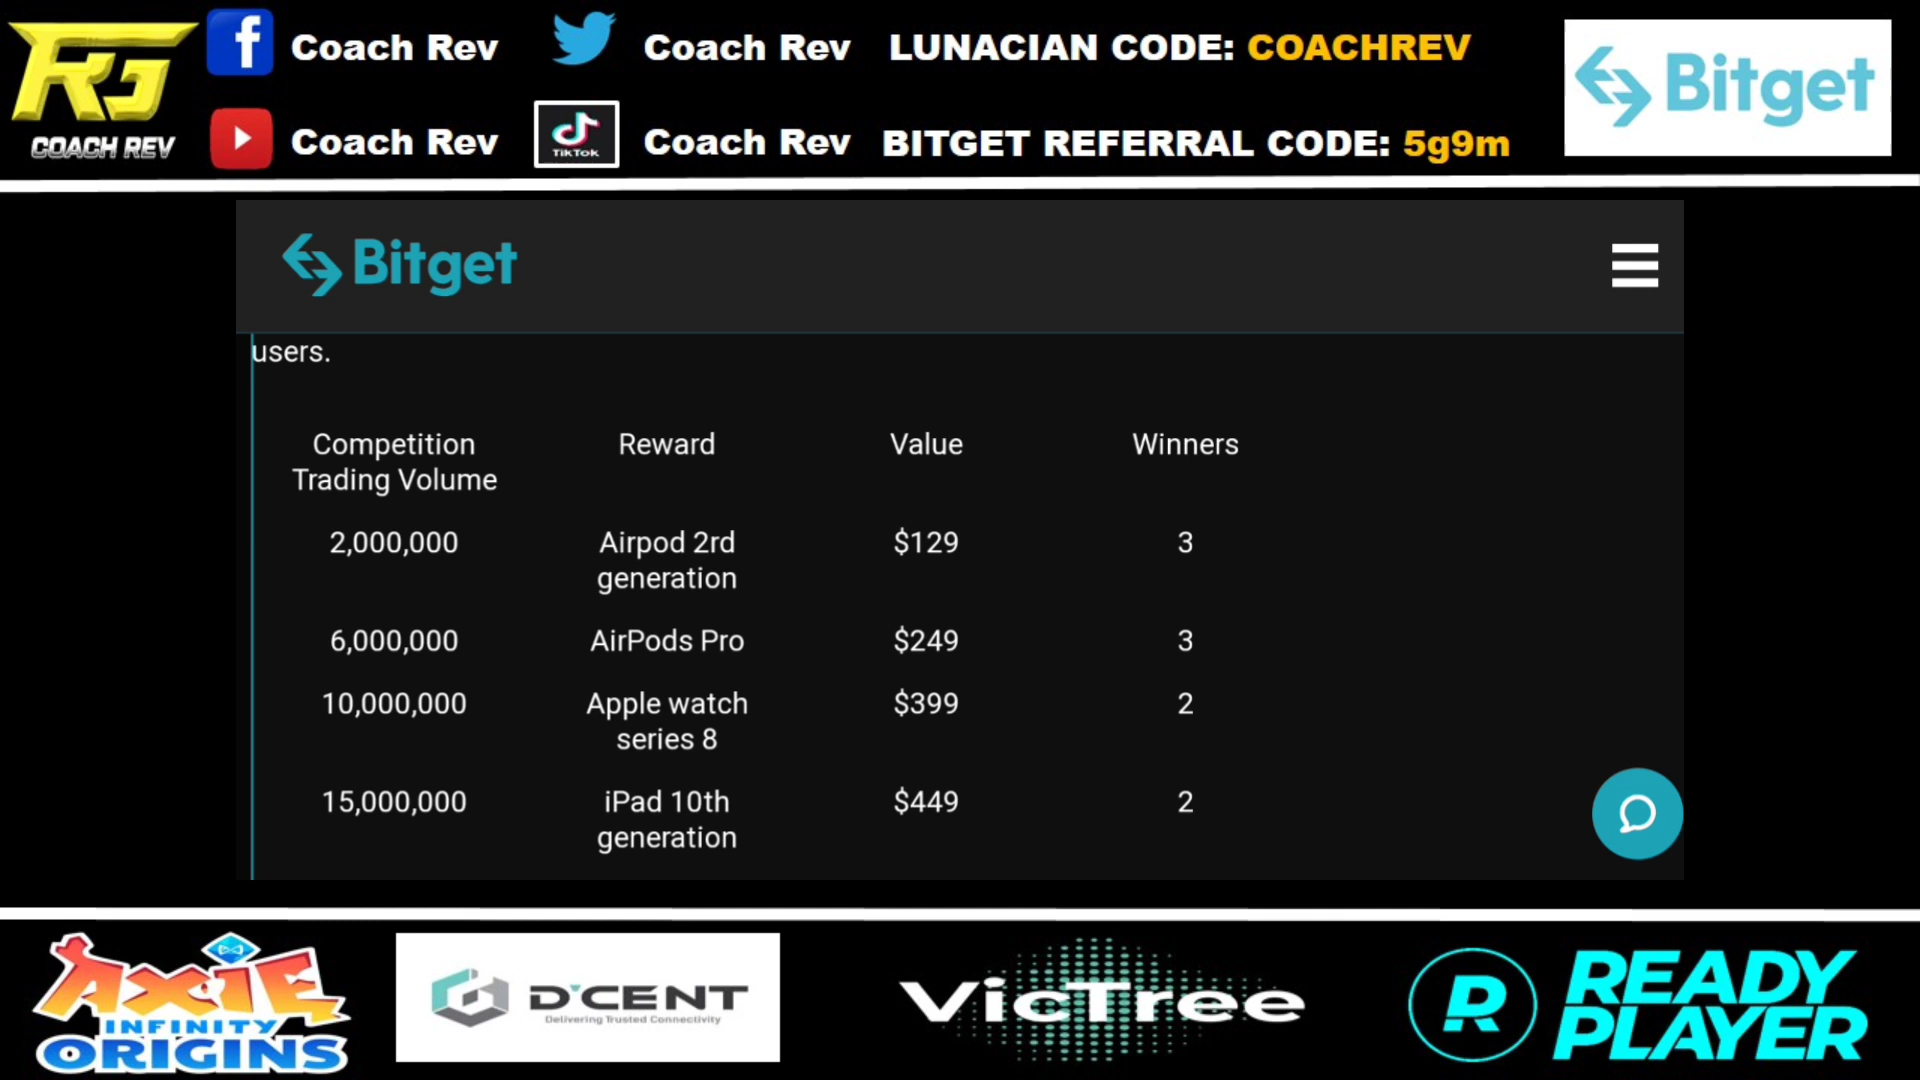 RG
COACH REV
Coach Rev
Coach Rev
LUNACIAN CODE: COACHREV
Bitget
Coach Rev
TikTok
Coach Rev
BITGET REFERRAL CODE: 5g9m
Bitget
users.
Competition
Trading Volume
Reward
Value
Winners
2,000,000
Airpod 2rd
generation
$129
3
6,000,000
AirPods Pro
$249
3
10,000,000
Apple watch
series 8
$399
2
15,000,000
iPad 10th
generation
$449
2
AXIE
INFINITY
ORIGINS
D'CENT
Delivering Trusted Connectivity
VicTree
R
READY
PLAYER